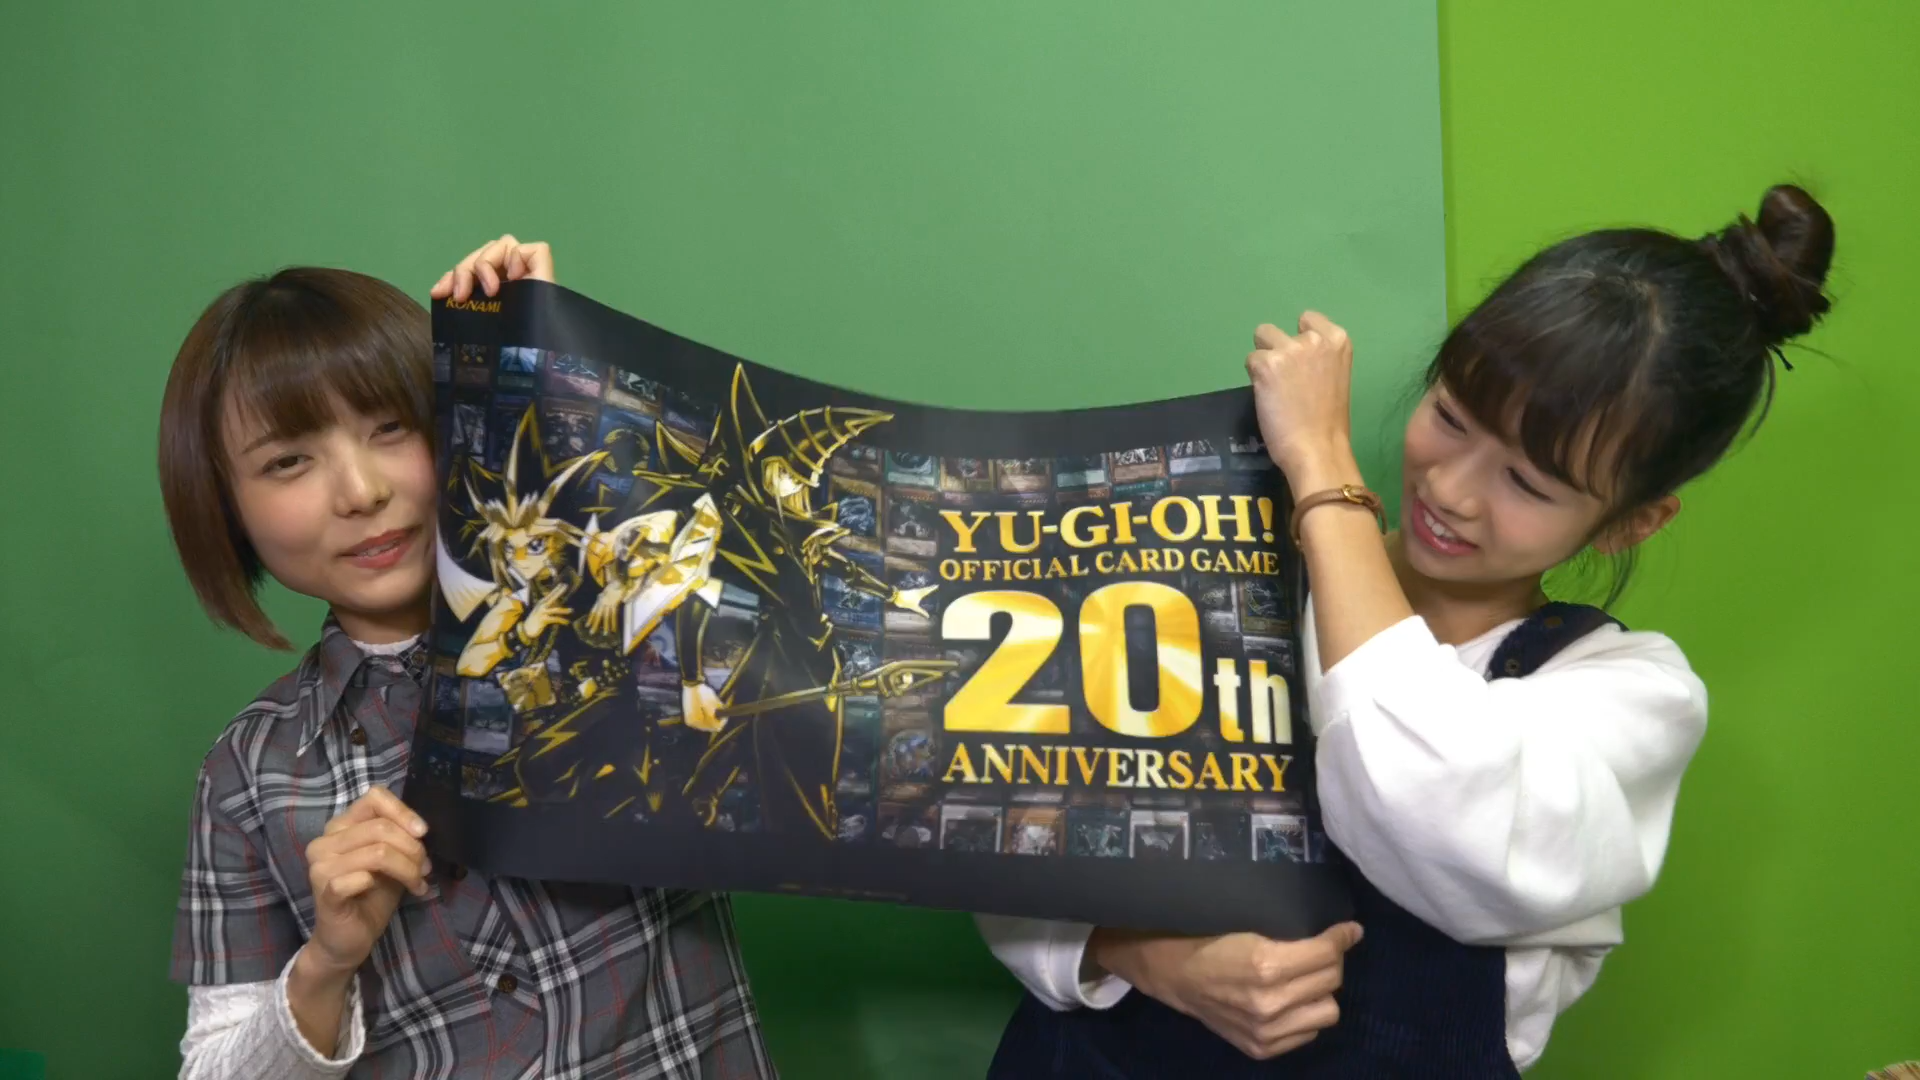 KONAMI
YU-GI-OH!
OFFICIAL CARD GAME
20th
ANNIVERSARY